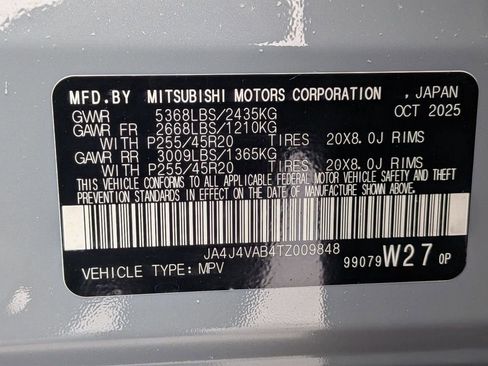 MFD.BY MITSUBISHI MOTORS CORPORATION , JAPAN
GVWR 5368LBS/2435KG OCT 2025
GAWR FR 2668LBS/1210KG
WITH P255/45R20 TIRES 20X8.0J RIMS
GAWR RR 3009LBS/1365KG
WITH P255/45R20 TIRES 20X8.0J RIMS
THIS VEHICLE CONFORMS TO ALL APPLICABLE FEDERAL MOTOR VEHICLE SAFETY AND THEFT
PREVENTION STANDARDS IN EFFECT ON THE DATE OF MANUFACTURE SHOWN ABOVE.
JA4J4VAB4TZ009848
VEHICLE TYPE: MPV 99079 W27 0P